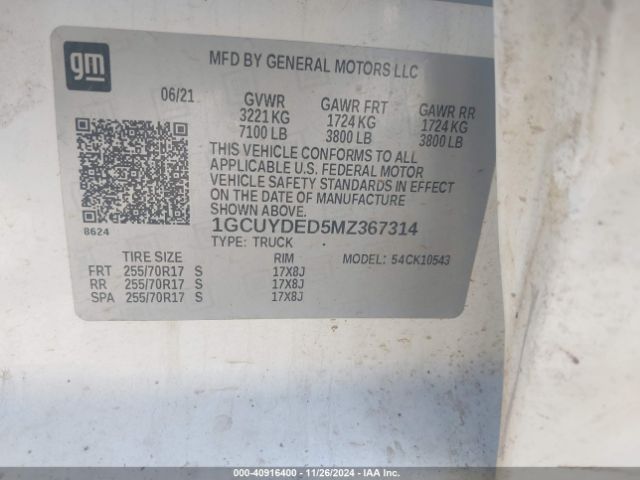 gm
MFD BY GENERAL MOTORS LLC
06/21 GVWR GAWR FRT GAWR RR
3221 KG 1724 KG 1724 KG
7100 LB 3800 LB 3800 LB
THIS VEHICLE CONFORMS TO ALL
APPLICABLE U.S. FEDERAL MOTOR
VEHICLE SAFETY STANDARDS IN EFFECT
ON THE DATE OF MANUFACTURE
SHOWN ABOVE.
8624
1GCUYDED5MZ367314
TYPE: TRUCK
TIRE SIZE RIM MODEL: 54CK10543
FRT 255/70R17 S 17X8J
RR 255/70R17 S 17X8J
SPA 255/70R17 S 17X8J
000-40916400 - 11/26/2024 - IAA Inc.